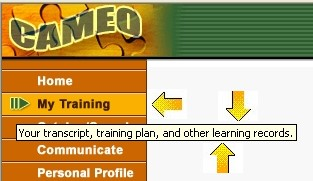 CAMEO
Home
My Training
Your transcript, training plan, and other learning records.
Communicate
Personal Profile